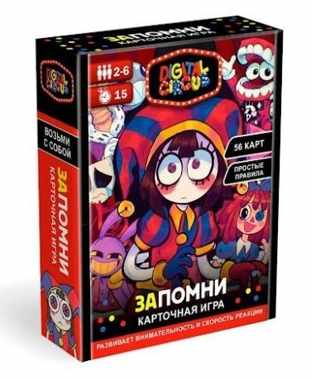 2-6
15
DIGITAL
CIRCUS
56 КАРТ
ПРОСТЫЕ
ПРАВИЛА
ВОЗЬМИ
С СОБОЙ
ЗАПОМНИ
КАРТОЧНАЯ ИГРА
ЗАПОМНИ
КАРТОЧНАЯ ИГРА
РАЗВИВАЕТ ВНИМАТЕЛЬНОСТЬ И СКОРОСТЬ РЕАКЦИИ